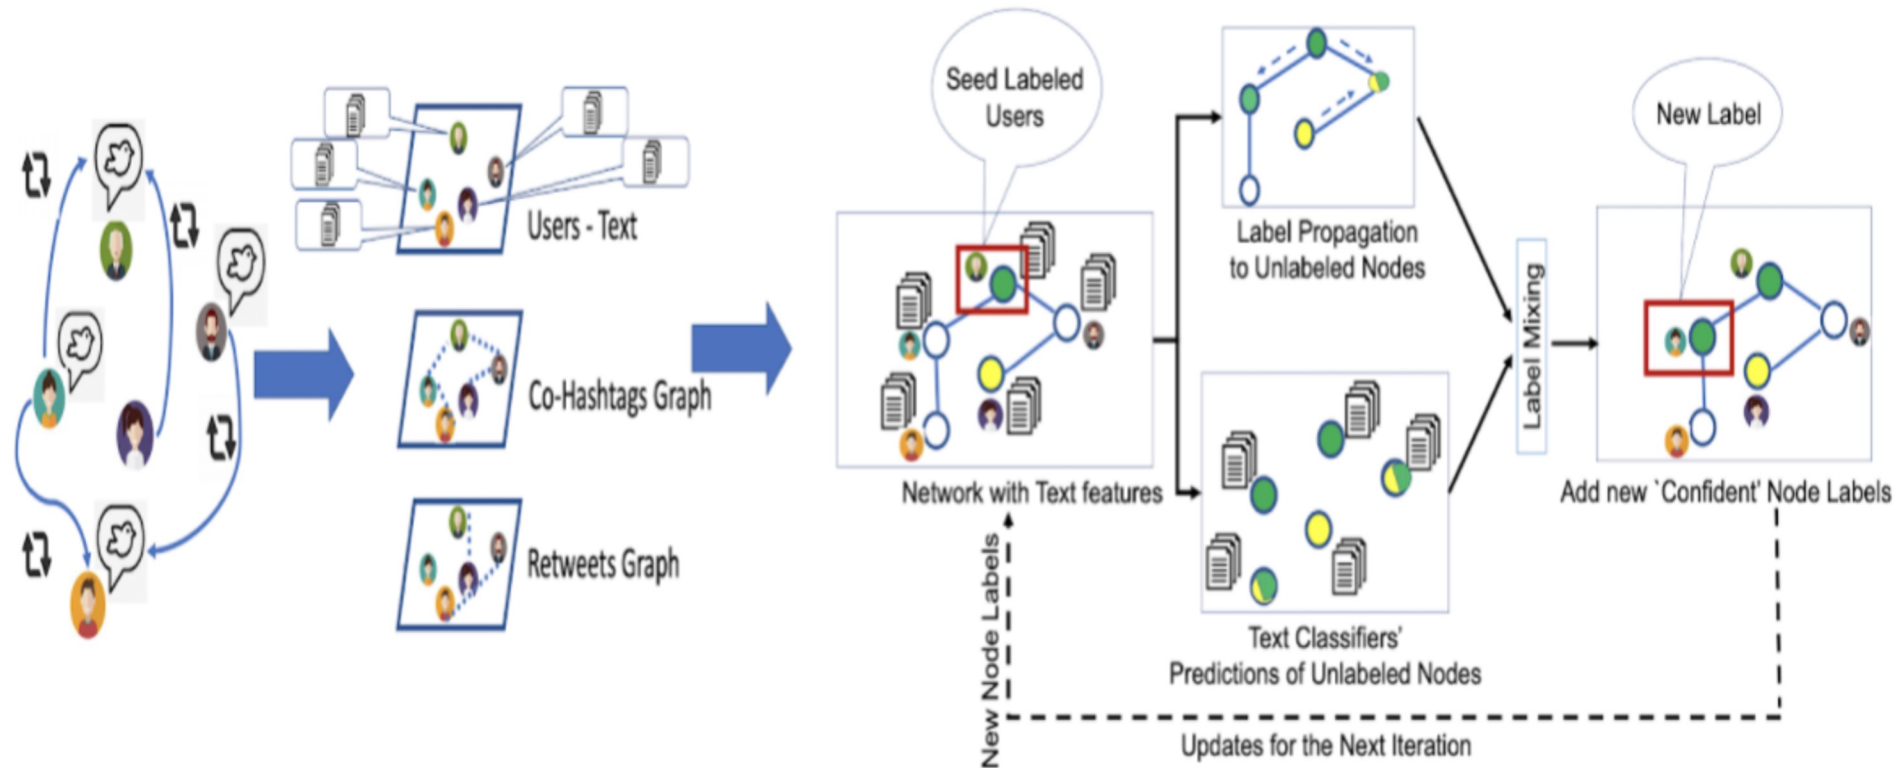 Users - Text
Co-Hashtags Graph
Retweets Graph
Seed Labeled
Users
Network with Text features
Label Propagation
to Unlabeled Nodes
Text Classifiers'
Predictions of Unlabeled Nodes
Label Mixing
New Label
Add new `Confident' Node Labels
New Node Labels
Updates for the Next Iteration